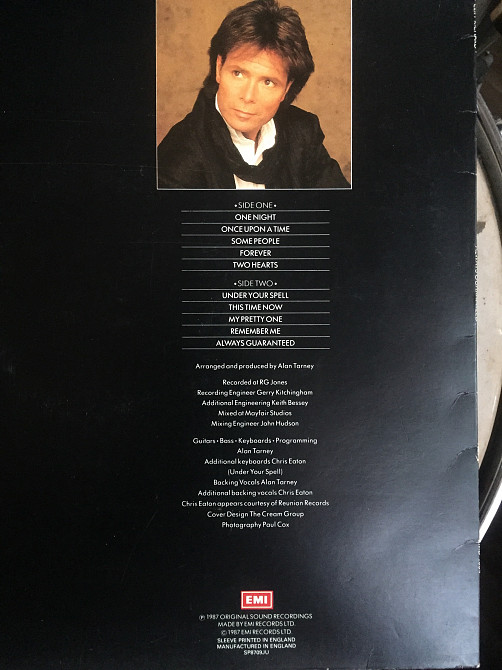 • SIDE ONE •
ONE NIGHT
ONCE UPON A TIME
SOME PEOPLE
FOREVER
TWO HEARTS
• SIDE TWO •
UNDER YOUR SPELL
THIS TIME NOW
MY PRETTY ONE
REMEMBER ME
ALWAYS GUARANTEED
Arranged and produced by Alan Tarney
Recorded at RG Jones
Recording Engineer Gerry Kitchingham
Additional Engineering Keith Bessey
Mixed at Mayfair Studios
Mixing Engineer John Hudson
Guitars • Bass • Keyboards • Programming
Alan Tarney
Additional keyboards Chris Eaton
(Under Your Spell)
Backing Vocals Alan Tarney
Additional backing vocals Chris Eaton
Chris Eaton appears courtesy of Reunian Records
Cover Design The Cream Group
Photography Paul Cox
EMI
℗ 1987 ORIGINAL SOUND RECORDINGS
MADE BY EMI RECORDS LTD.
© 1987 EMI RECORDS LTD.
SLEEVE PRINTED IN ENGLAND
MANUFACTURED IN ENGLAND
SP8709JU